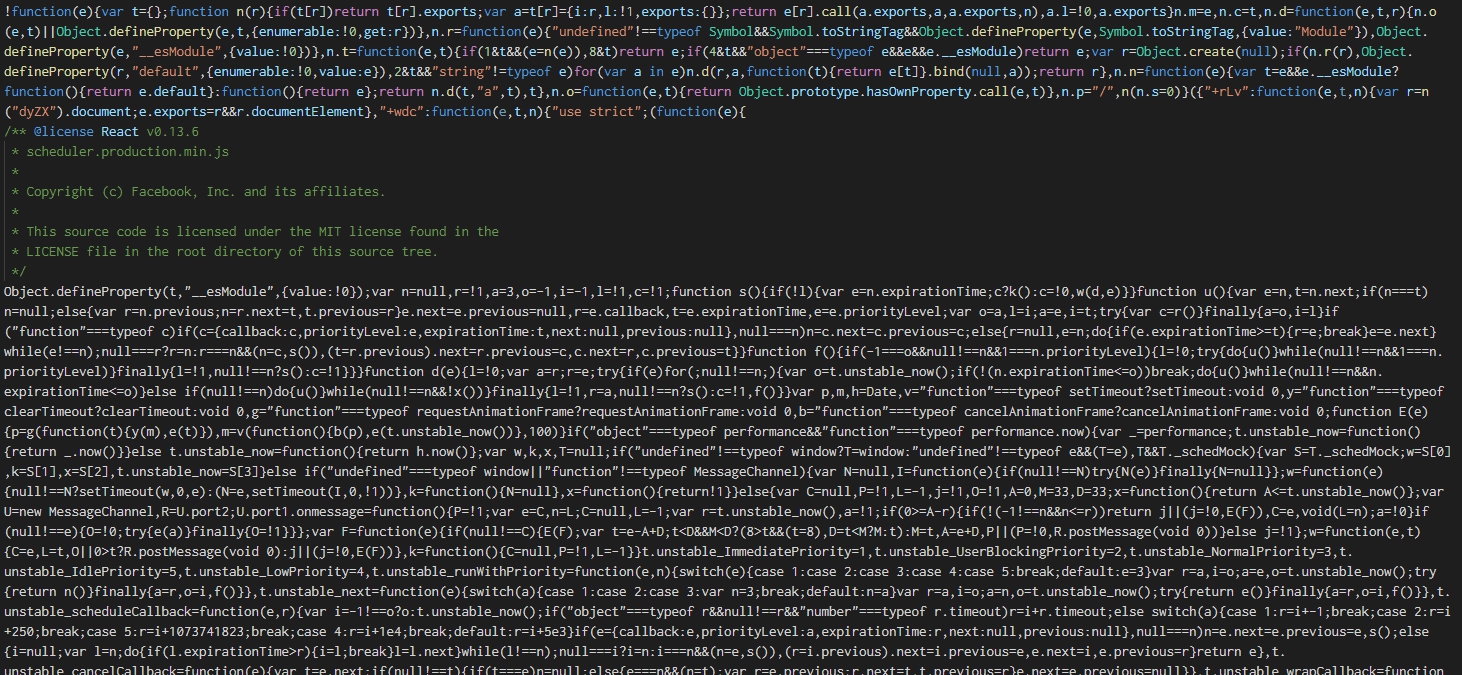 !function(e){var t={};function n(r){if(t[r])return t[r].exports;var a=t[r]={i:r,l:!1,exports:{}};return e[r].call(a.exports,a,a.exports,n),a.l=!0,a.exports}n.m=e,n.c=t,n.d=function(e,t,r){n.o
(e,t)||Object.defineProperty(e,t,{enumerable:!0,get:r})},n.r=function(e){"undefined"!==typeof Symbol&&Symbol.toStringTag&&Object.defineProperty(e,Symbol.toStringTag,{value:"Module"}),Object.
defineProperty(e,"__esModule",{value:!0})},n.t=function(e,t){if(1&t&&(e=n(e)),8&t)return e;if(4&t&&"object"===typeof e&&e&&e.__esModule)return e;var r=Object.create(null);if(n.r(r),Object.
defineProperty(r,"default",{enumerable:!0,value:e}),2&t&&"string"!=typeof e)for(var a in e)n.d(r,a,function(t){return e[t]}.bind(null,a));return r},n.n=function(e){var t=e&&e.__esModule?
function(){return e.default}:function(){return e};return n.d(t,"a",t),t},n.o=function(e,t){return Object.prototype.hasOwnProperty.call(e,t)},n.p="/",n(n.s=0)}({"+rLv":function(e,t,n){var r=n
("dyZX").document;e.exports=r&&r.documentElement},"+wdc":function(e,t,n){"use strict";(function(e){
/** @license React v0.13.6
 * scheduler.production.min.js
 *
 * Copyright (c) Facebook, Inc. and its affiliates.
 *
 * This source code is licensed under the MIT license found in the
 * LICENSE file in the root directory of this source tree.
 */
Object.defineProperty(t,"__esModule",{value:!0});var n=null,r=!1,a=3,o=-1,i=-1,l=!1,c=!1;function s(){if(!l){var e=n.expirationTime;c?k():c=!0,w(d,e)}}function u(){var e=n,t=n.next;if(n===t)
n=null;else{var r=n.previous;n=r.next=t,t.previous=r}e.next=e.previous=null,r=e.callback,t=e.expirationTime,e=e.priorityLevel;var o=a,l=i;a=e,i=t;try{var c=r()}finally{a=o,i=l}if
("function"===typeof c)if(c={callback:c,priorityLevel:e,expirationTime:t,next:null,previous:null},null===n)n=c.next=c.previous=c;else{r=null,e=n;do{if(e.expirationTime>=t){r=e;break}e=e.next}
while(e!==n);null===r?r=n:r===n&&(n=c,s()),(t=r.previous).next=r.previous=c,c.next=r,c.previous=t}}function f(){if(-1===o&&null!==n&&1===n.priorityLevel){l=!0;try{do{u()}while(null!==n&&1===n.
priorityLevel)}finally{l=!1,null!==n?s():c=!1}}}function d(e){l=!0;var a=r;r=e;try{if(e)for(;null!==n;){var o=t.unstable_now();if(!(n.expirationTime<=o))break;do{u()}while(null!==n&&n.
expirationTime<=o)}else if(null!==n)do{u()}while(null!==n&&!x())}finally{l=!1,r=a,null!==n?s():c=!1,f()}}var p,m,h=Date,v="function"===typeof setTimeout?setTimeout:void 0,y="function"===typeof
clearTimeout?clearTimeout:void 0,g="function"===typeof requestAnimationFrame?requestAnimationFrame:void 0,b="function"===typeof cancelAnimationFrame?cancelAnimationFrame:void 0;function E(e)
{p=g(function(t){y(m),e(t)}),m=v(function(){b(p),e(t.unstable_now())},100)}if("object"===typeof performance&&"function"===typeof performance.now){var _=performance;t.unstable_now=function()
{return _.now()}}else t.unstable_now=function(){return h.now()};var w,k,x,T=null;if("undefined"!==typeof window?T=window:"undefined"!==typeof e&&(T=e),T&&T._schedMock){var S=T._schedMock;w=S[0]
,k=S[1],x=S[2],t.unstable_now=S[3]}else if("undefined"===typeof window||"function"!==typeof MessageChannel){var N=null,I=function(e){if(null!==N)try{N(e)}finally{N=null}};w=function(e)
{null!==N?setTimeout(w,0,e):(N=e,setTimeout(I,0,!1))},k=function(){N=null},x=function(){return!1}}else{var C=null,P=!1,L=-1,j=!1,O=!1,A=0,M=33,D=33;x=function(){return A<=t.unstable_now()};var
U=new MessageChannel,R=U.port2;U.port1.onmessage=function(){P=!1;var e=C,n=L;C=null,L=-1;var r=t.unstable_now(),a=!1;if(0>=A-r){if(!(-1!==n&&n<=r))return j||(j=!0,E(F)),C=e,void(L=n);a=!0}if
(null!==e){O=!0;try{e(a)}finally{O=!1}}};var F=function(e){if(null!==C){E(F);var t=e-A+D;t<D&&M<D?(8>t&&(t=8),D=t<M?M:t):M=t,A=e+D,P||(P=!0,R.postMessage(void 0))}else j=!1};w=function(e,t)
{C=e,L=t,O||0>t?R.postMessage(void 0):j||(j=!0,E(F))},k=function(){C=null,P=!1,L=-1}}t.unstable_ImmediatePriority=1,t.unstable_UserBlockingPriority=2,t.unstable_NormalPriority=3,t.
unstable_IdlePriority=5,t.unstable_LowPriority=4,t.unstable_runWithPriority=function(e,n){switch(e){case 1:case 2:case 3:case 4:case 5:break;default:e=3}var r=a,i=o;a=e,o=t.unstable_now();try
{return n()}finally{a=r,o=i,f()}},t.unstable_next=function(e){switch(a){case 1:case 2:case 3:var n=3;break;default:n=a}var r=a,i=o;a=n,o=t.unstable_now();try{return e()}finally{a=r,o=i,f()}},t.
unstable_scheduleCallback=function(e,r){var i=-1!==o?o:t.unstable_now();if("object"===typeof r&&null!==r&&"number"===typeof r.timeout)r=i+r.timeout;else switch(a){case 1:r=i+-1;break;case 2:r=i
+250;break;case 5:r=i+1073741823;break;case 4:r=i+1e4;break;default:r=i+5e3}if(e={callback:e,priorityLevel:a,expirationTime:r,next:null,previous:null},null===n)n=e.next=e.previous=e,s();else
{i=null;var l=n;do{if(l.expirationTime>r){i=l;break}l=l.next}while(l!==n);null===i?i=n:i===n&&(n=e,s()),(r=i.previous).next=i.previous=e,e.next=i,e.previous=r}return e},t.
unstable_cancelCallback=function(e){var t=e.next;if(null!==t){if(t===e)n=null;else{e===n&&(n=t);var r=e.previous;r.next=t,t.previous=r}e.next=e.previous=null}},t.unstable_wrapCallback=function